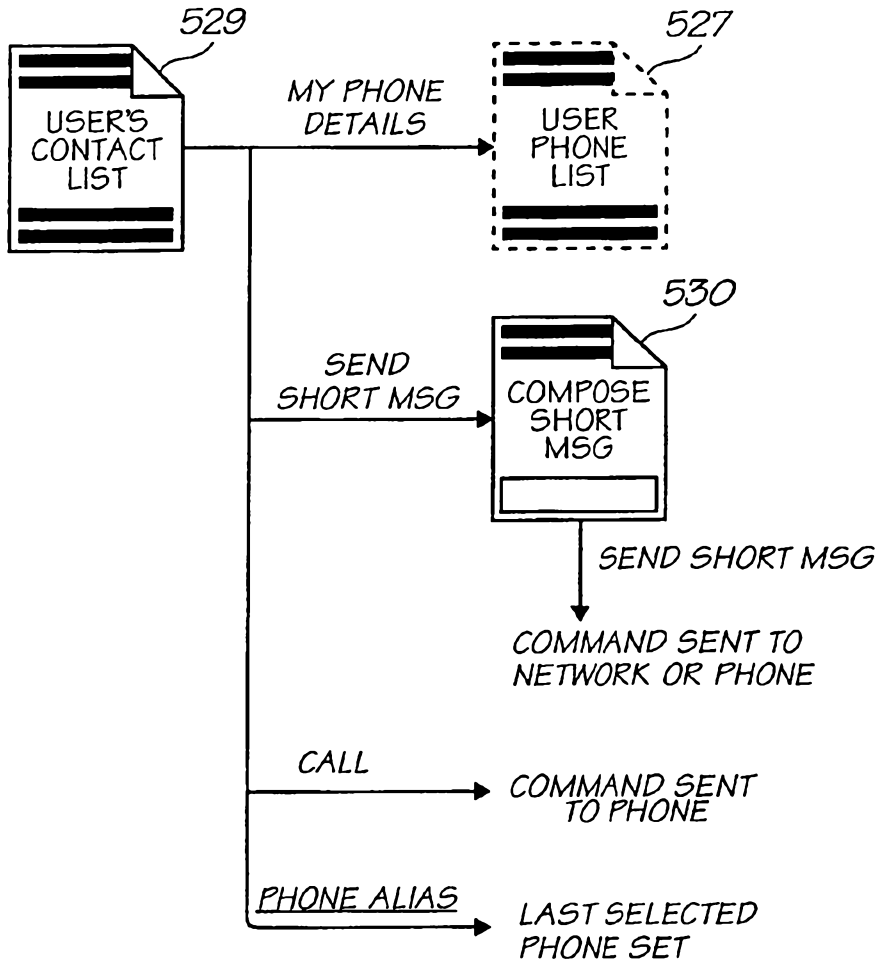 529
527
USER'S
CONTACT
LIST
MY PHONE
DETAILS
USER
PHONE
LIST
530
SEND
SHORT MSG
COMPOSE
SHORT
MSG
SEND SHORT MSG
COMMAND SENT TO
NETWORK OR PHONE
CALL
COMMAND SENT
TO PHONE
PHONE ALIAS
LAST SELECTED
PHONE SET